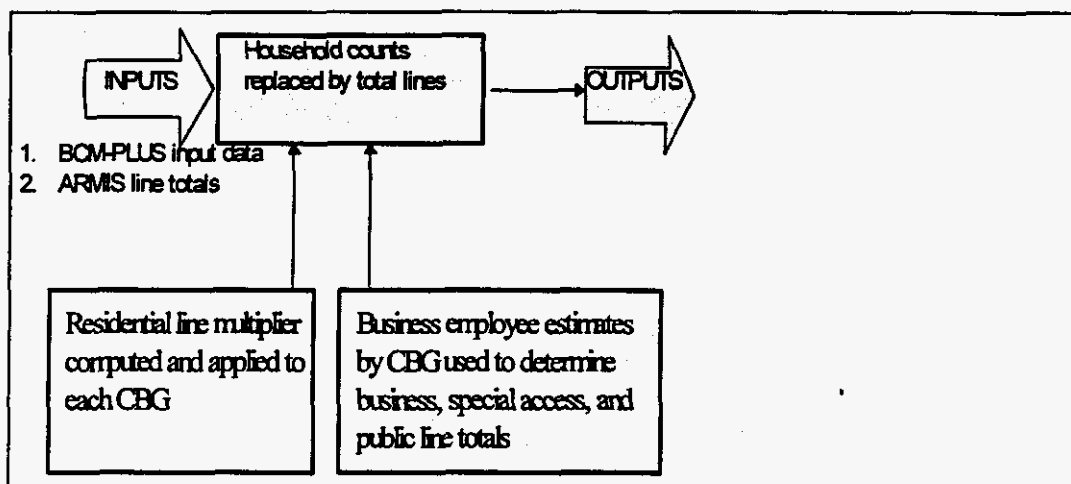 INPUTS
Household counts
replaced by total lines
OUTPUTS
1. BCM-PLUS input data
2. ARMIS line totals
Residential line multiplier
computed and applied to
each CBG
Business employee estimates
by CBG used to determine
business, special access, and
public line totals